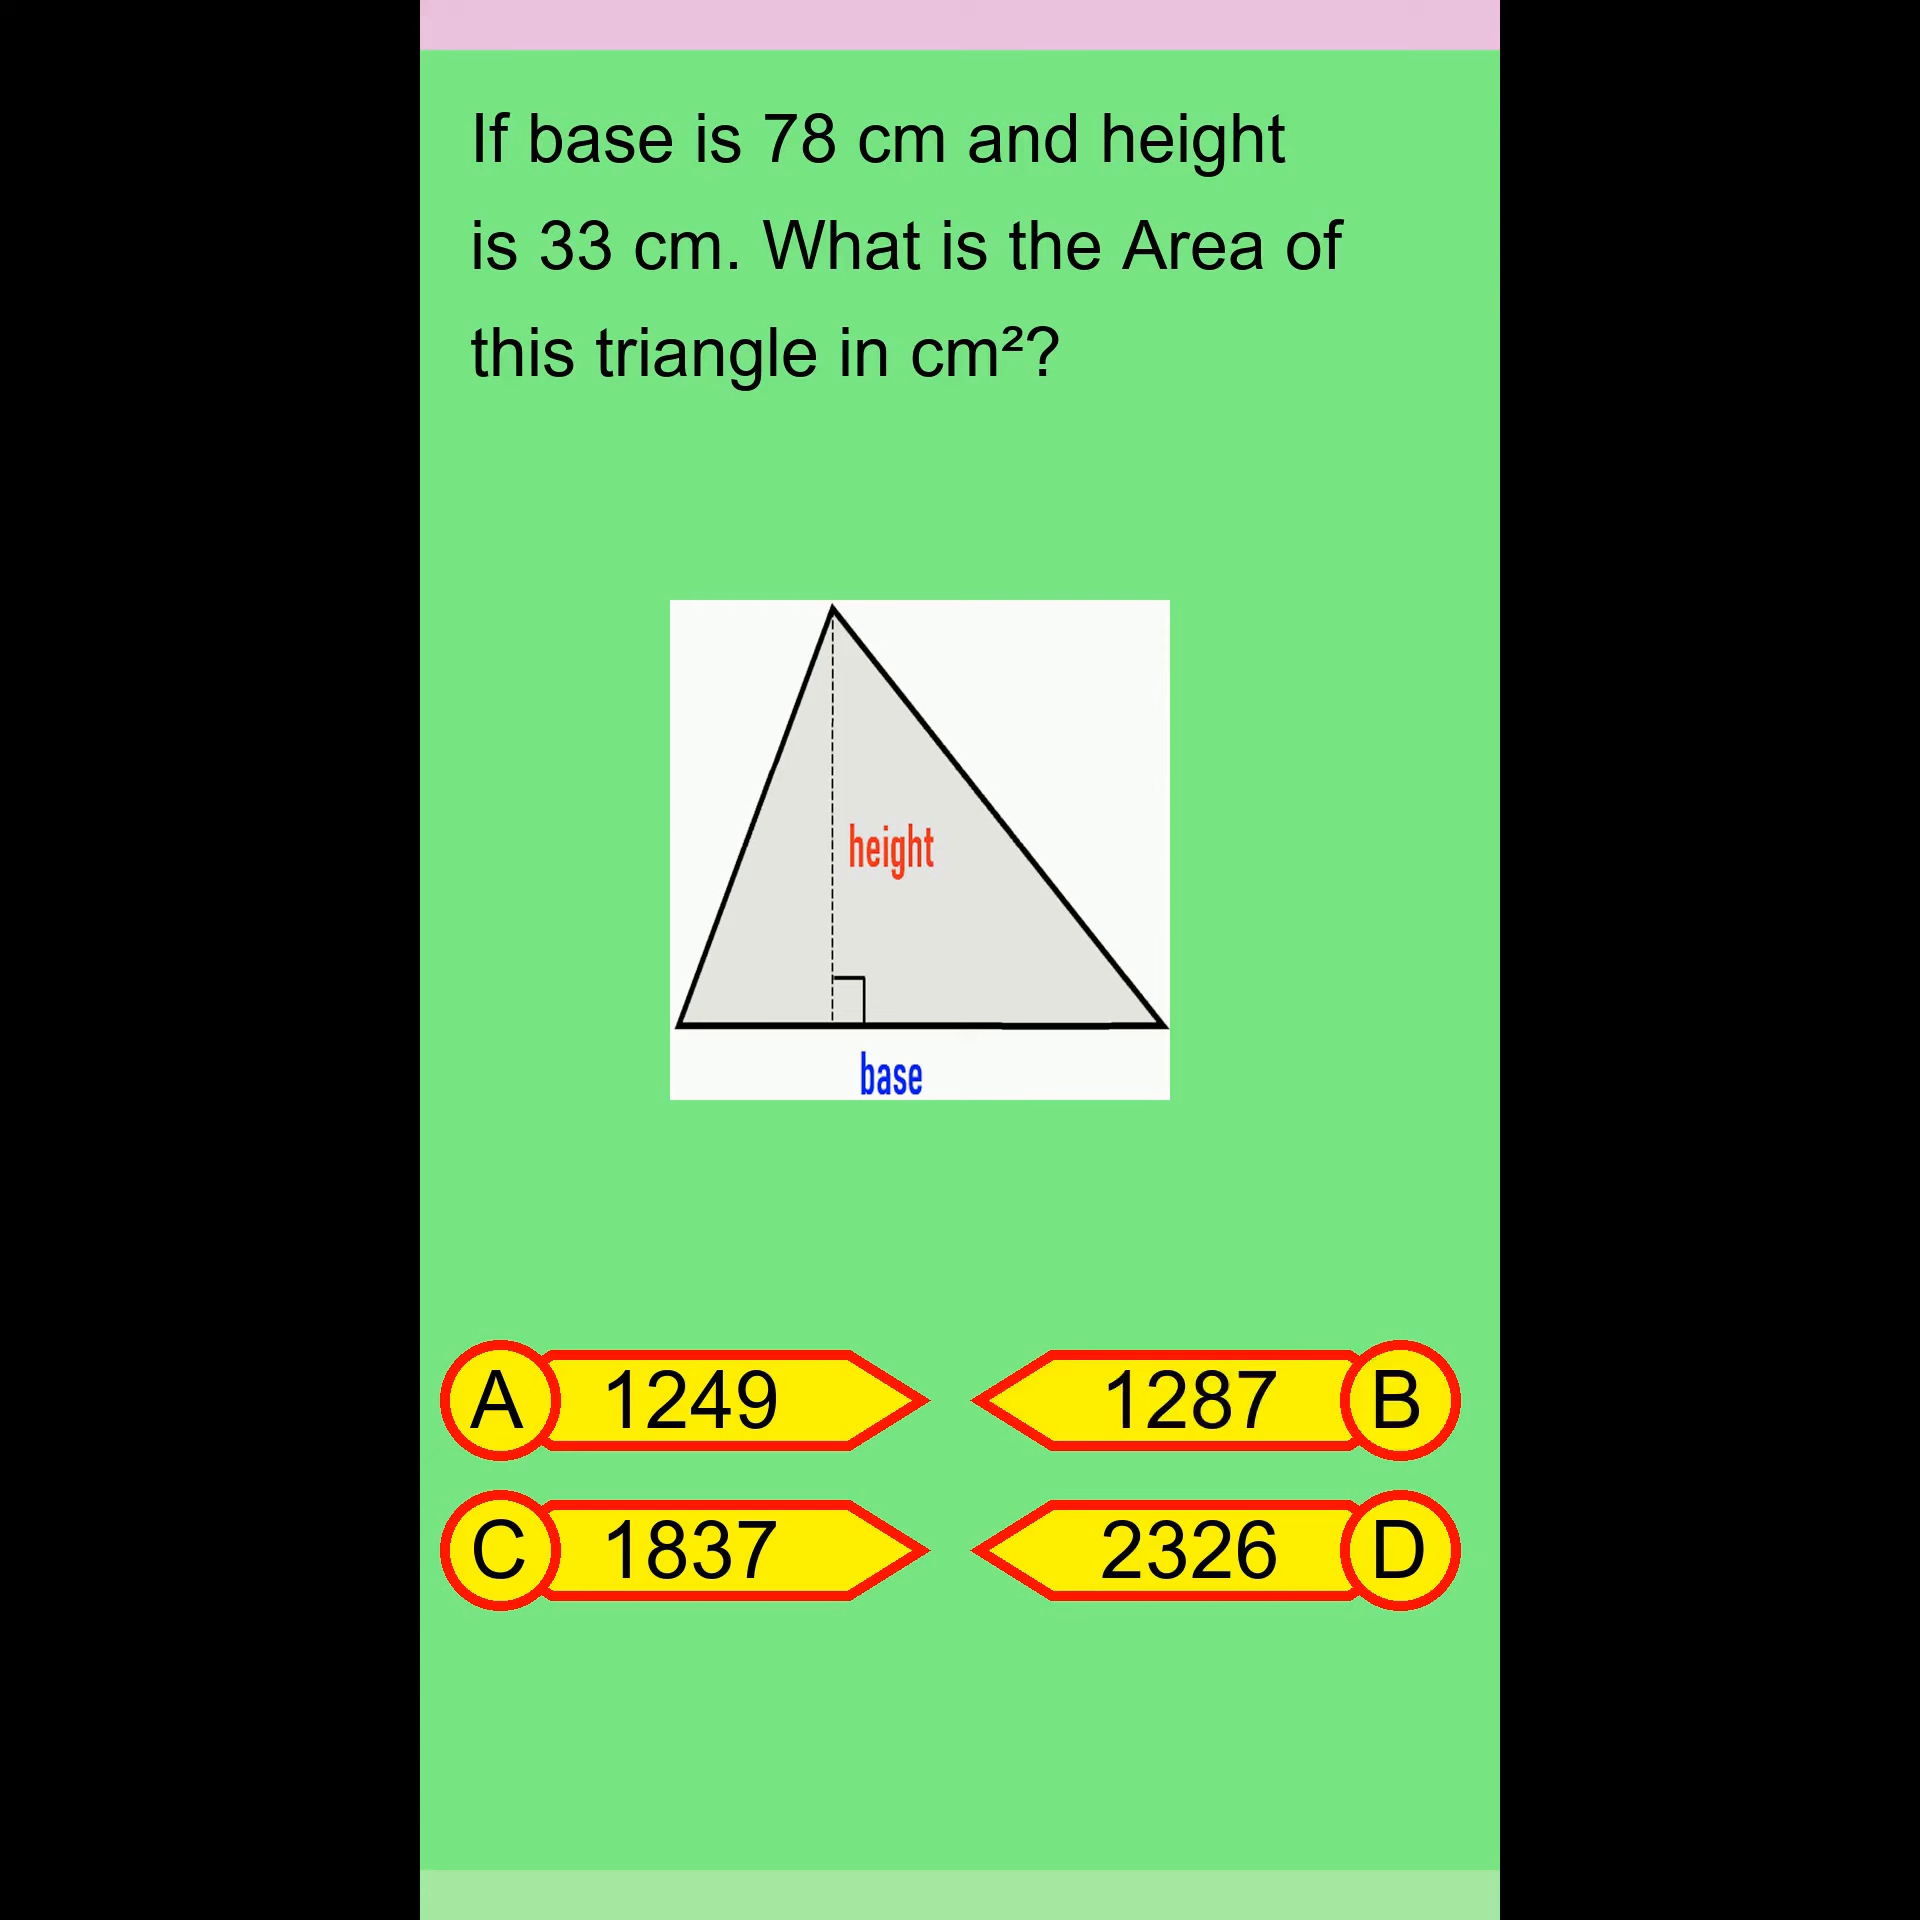 If base is 78 cm and height
is 33 cm. What is the Area of
this triangle in cm²?
height
base
A 1249
1287 B
C 1837
2326 D